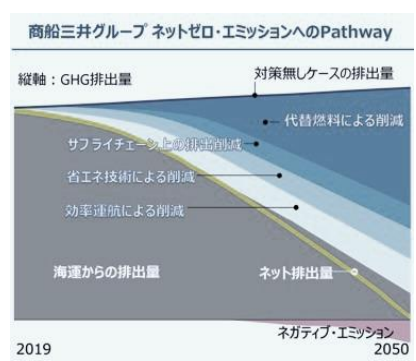 商船三井グループ ネットゼロ・エミッションへのPathway
縦軸：GHG排出量
対策無しケースの排出量
代替燃料による削減
サプライチェーン上の排出削減
省エネ技術による削減
効率運航による削減
海運からの排出量
ネット排出量
ネガティブ・エミッション
2019
2050